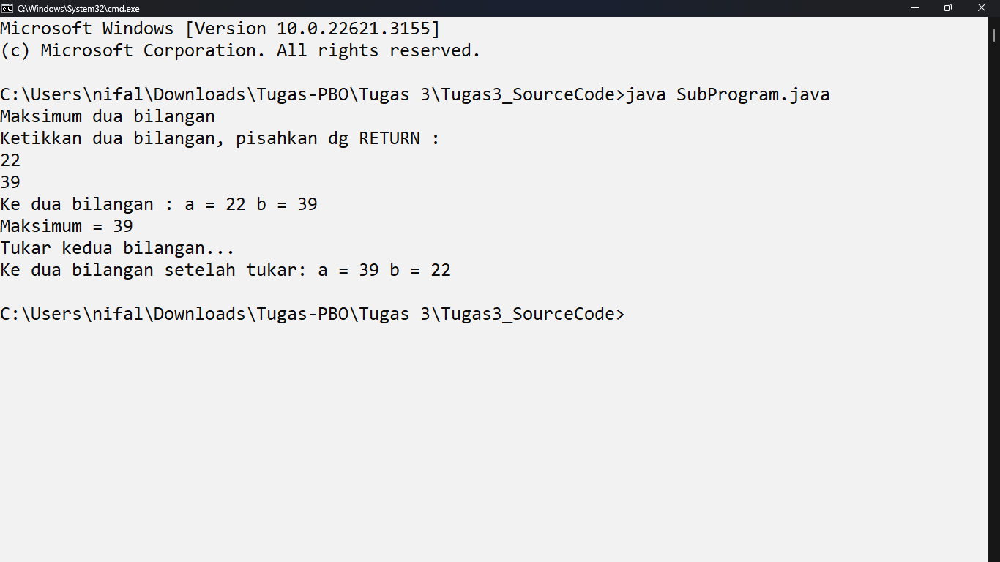 C:\Windows\System32\cmd.exe
Microsoft Windows [Version 10.0.22621.3155]
(c) Microsoft Corporation. All rights reserved.
C:\Users\nifal\Downloads\Tugas-PBO\Tugas 3\Tugas3_SourceCode>java SubProgram.java
Maksimum dua bilangan
Ketikkan dua bilangan, pisahkan dg RETURN :
22
39
Ke dua bilangan : a = 22 b = 39
Maksimum = 39
Tukar kedua bilangan...
Ke dua bilangan setelah tukar: a = 39 b = 22
C:\Users\nifal\Downloads\Tugas-PBO\Tugas 3\Tugas3_SourceCode>